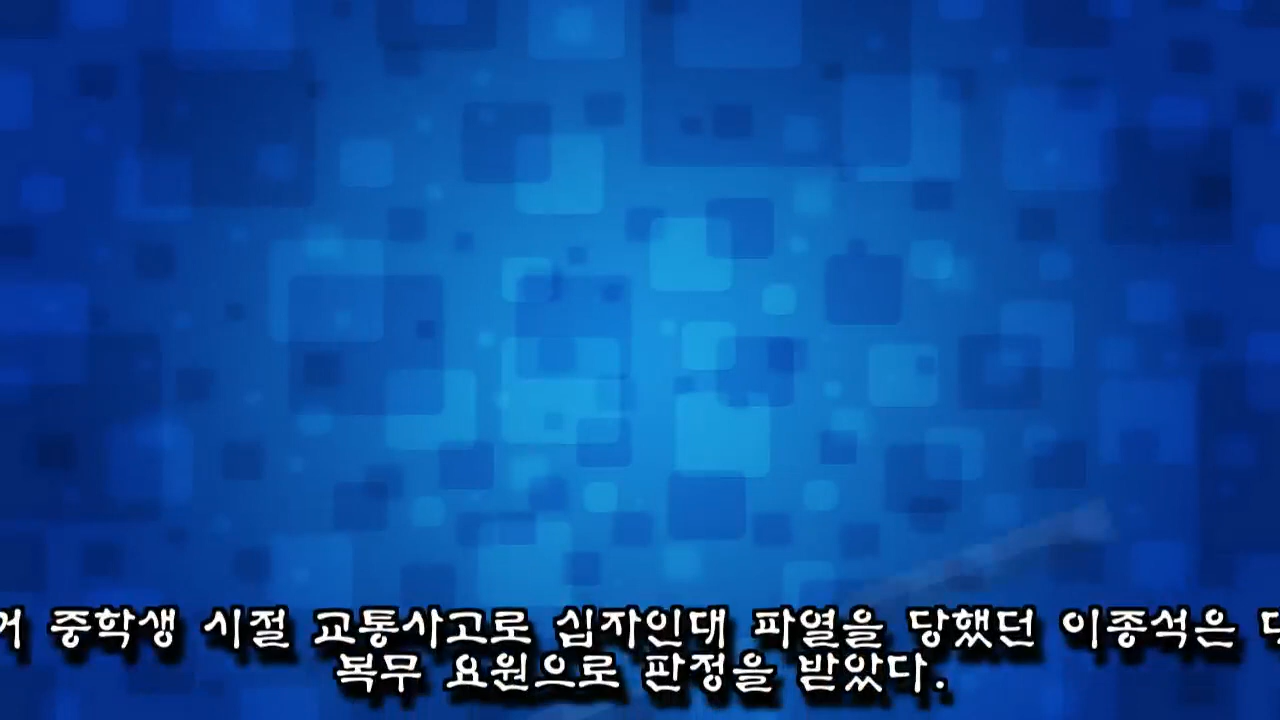 중학생 시절 교통사고로 십자인대 파열을 당했던 이종석은
복무 요원으로 판정을 받았다.